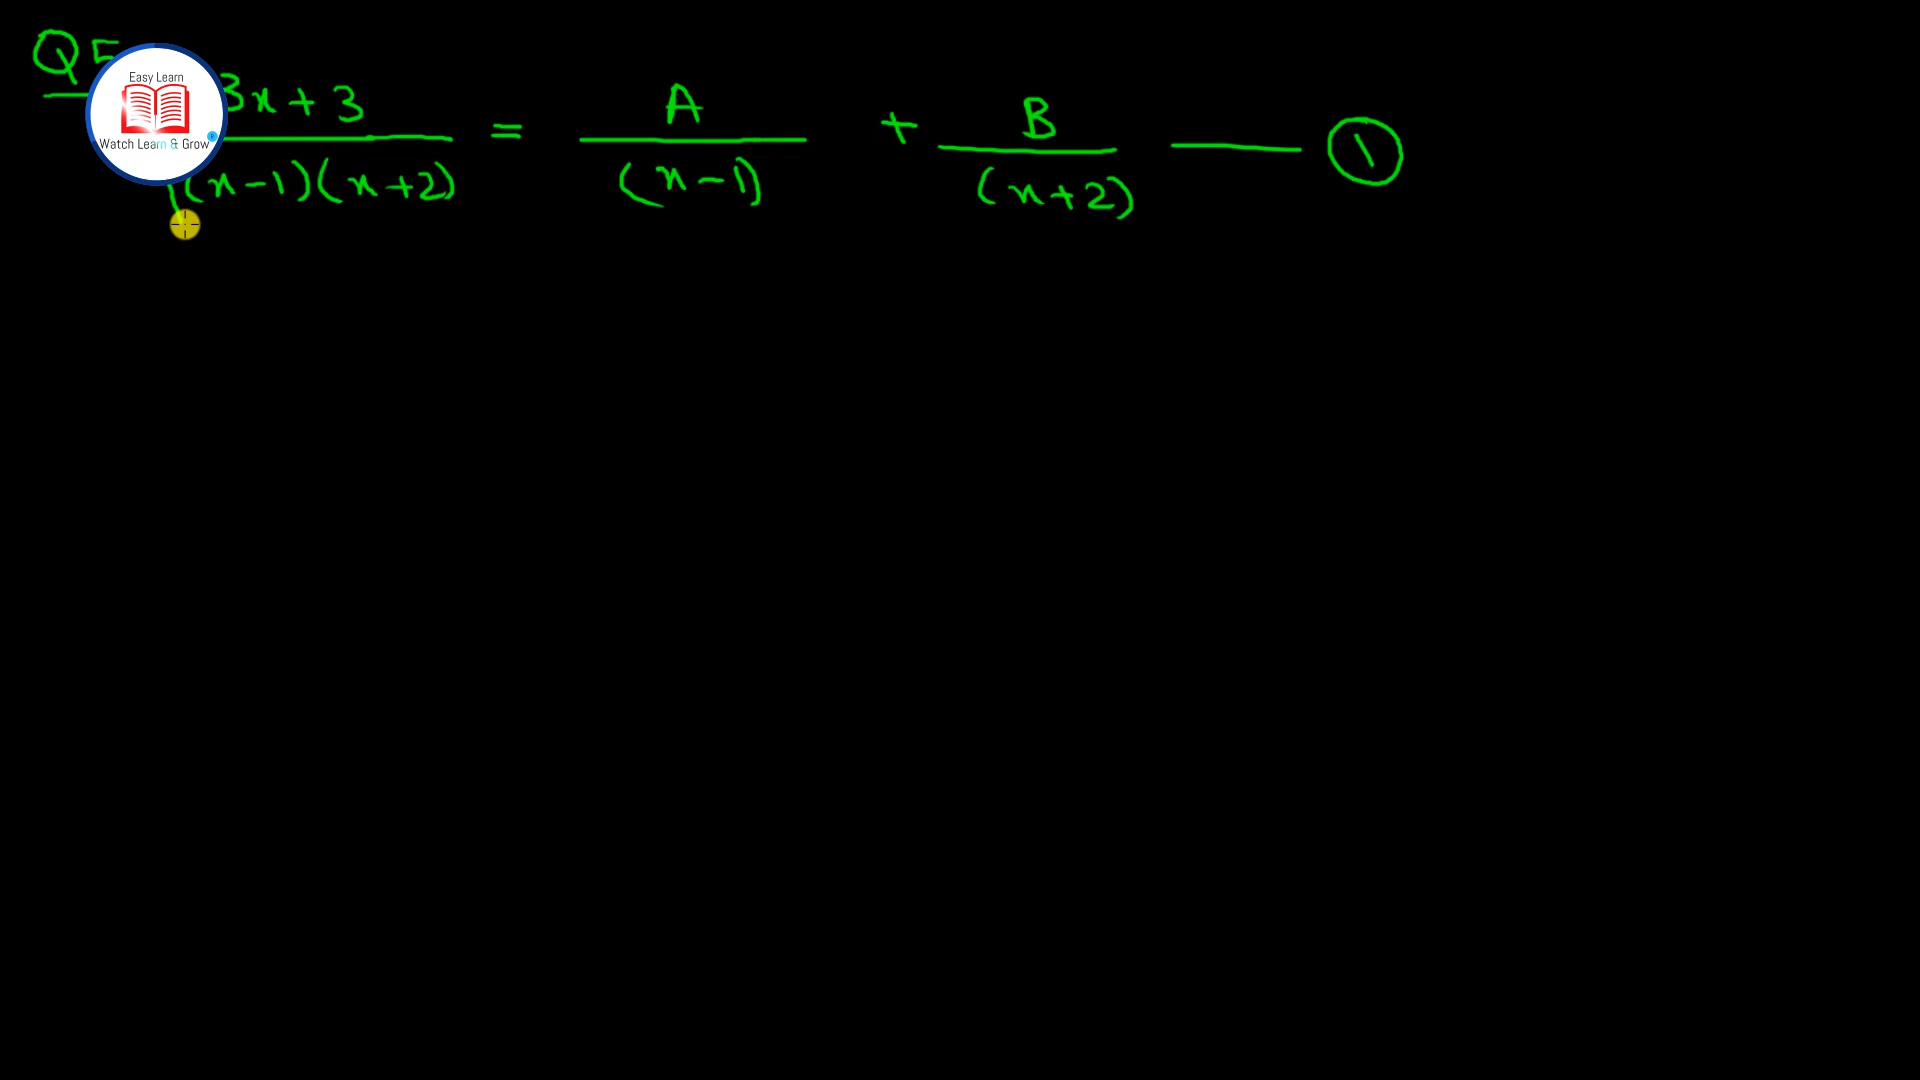 Q5
Easy Learn
Watch Learn & Grow
3x + 3 / (x-1)(x+2) = A / (x-1) + B / (x+2) — ①